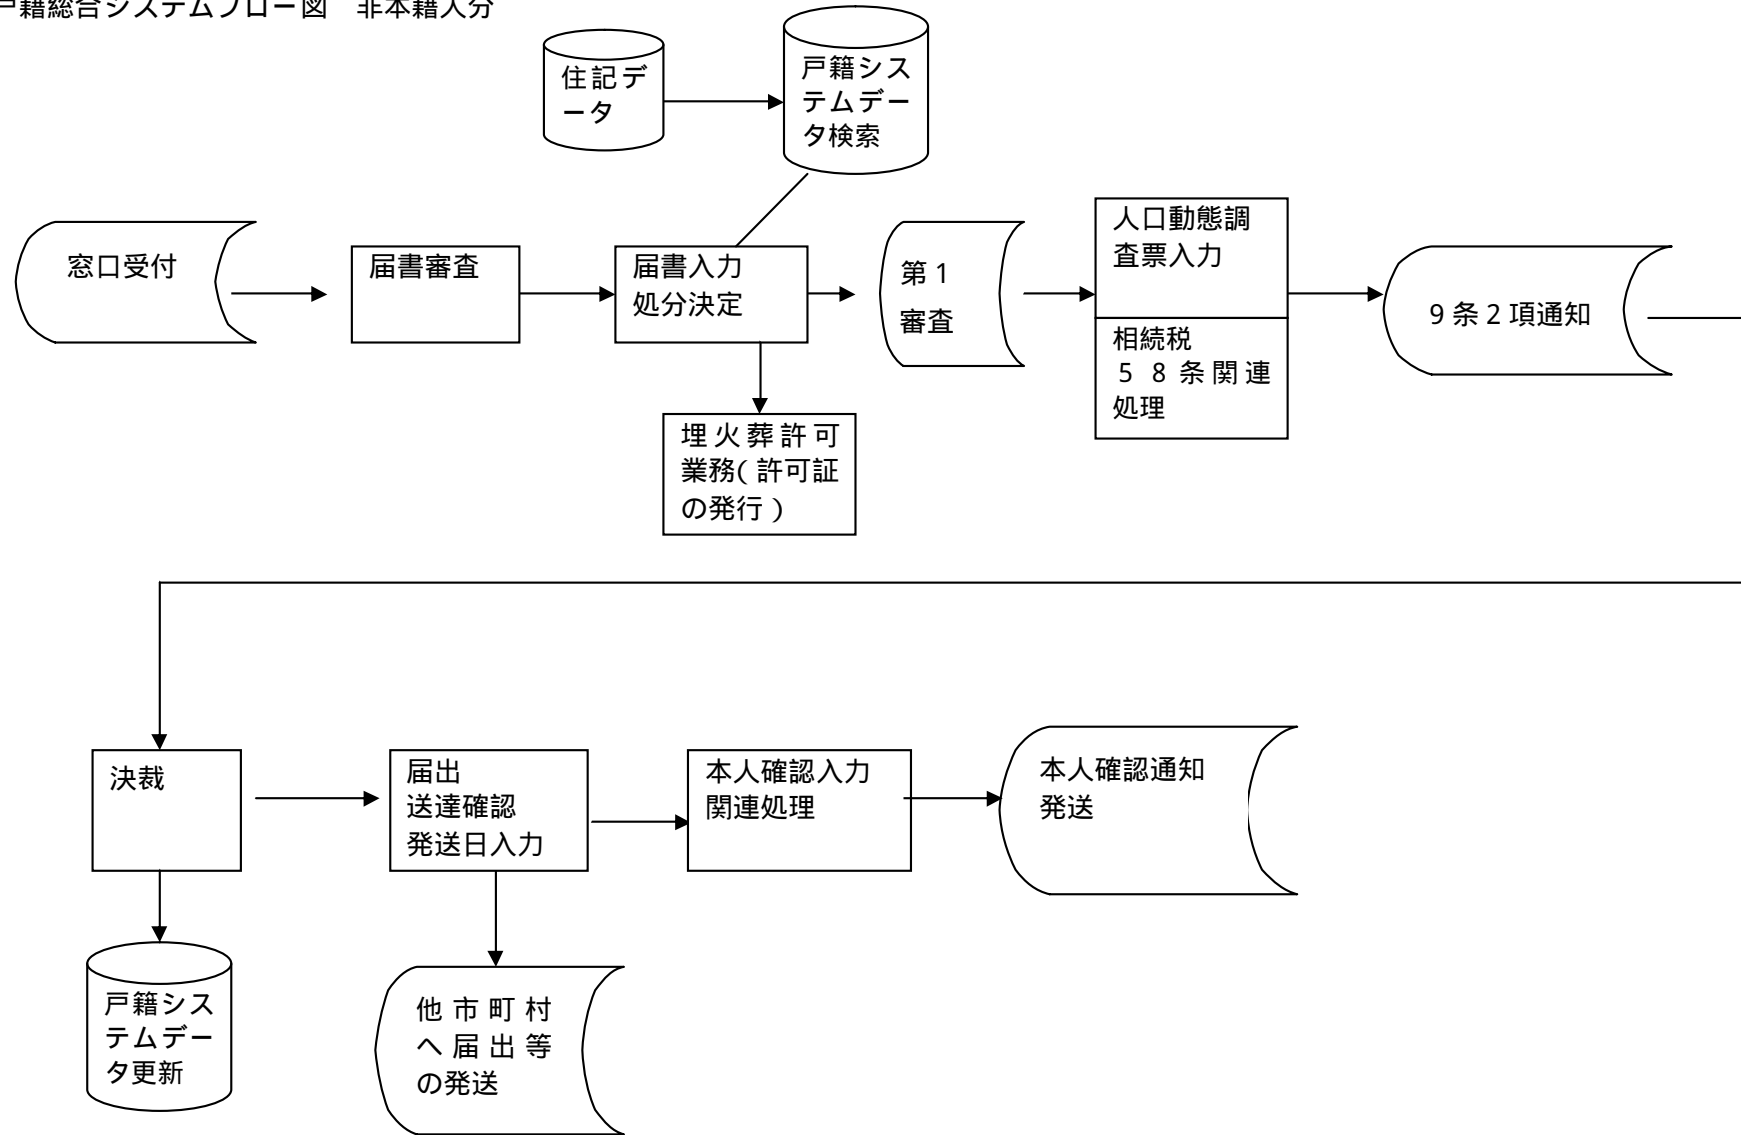 戸籍総合システムフロー図　非本籍人分
住記デ
ータ
戸籍シス
テムデー
タ検索
窓口受付
届書審査
届書入力
処分決定
第1
審査
人口動態調
査票入力
相続税
58条関連
処理
9条2項通知
埋火葬許可
業務(許可証
の発行)
決裁
届出
送達確認
発送日入力
本人確認入力
関連処理
本人確認通知
発送
戸籍シス
テムデー
タ更新
他市町村
へ届出等
の発送